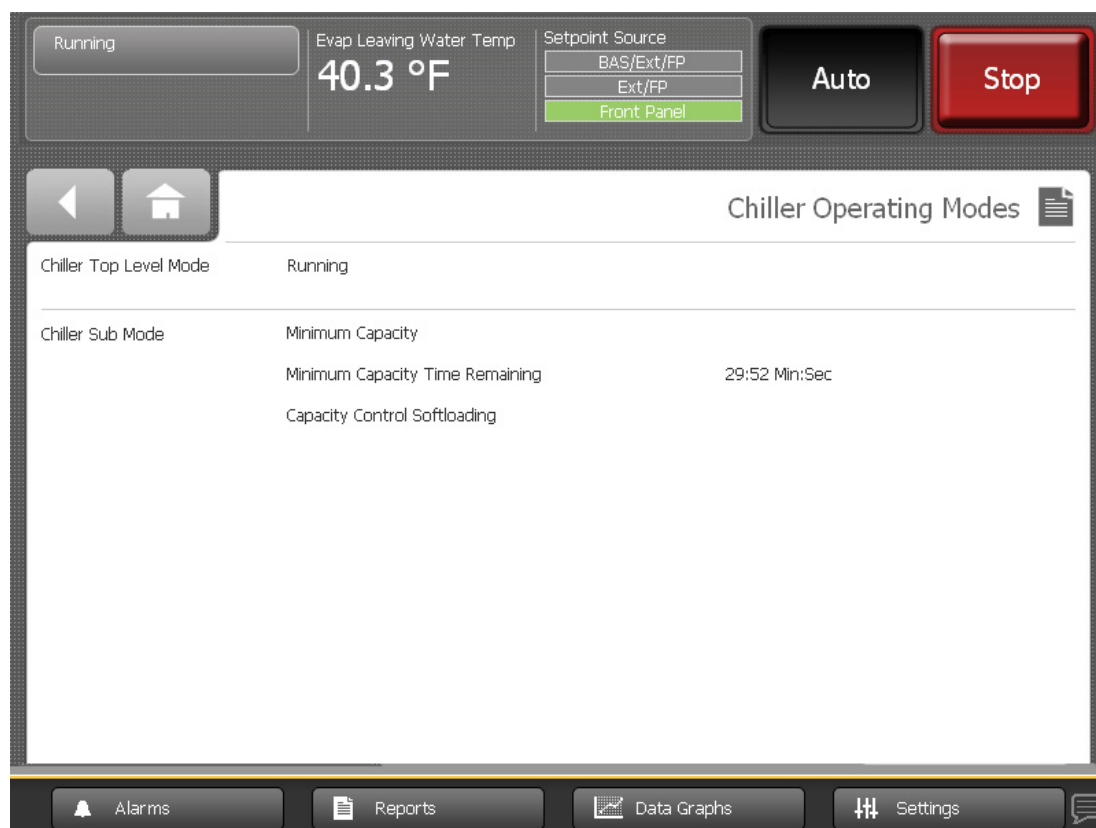 Running
Evap Leaving Water Temp
40.3 °F
Setpoint Source
BAS/Ext/FP
Ext/FP
Front Panel
Auto
Stop
Chiller Operating Modes
Chiller Top Level Mode Running
Chiller Sub Mode Minimum Capacity
Minimum Capacity Time Remaining 29:52 Min:Sec
Capacity Control Softloading
Alarms Reports Data Graphs Settings